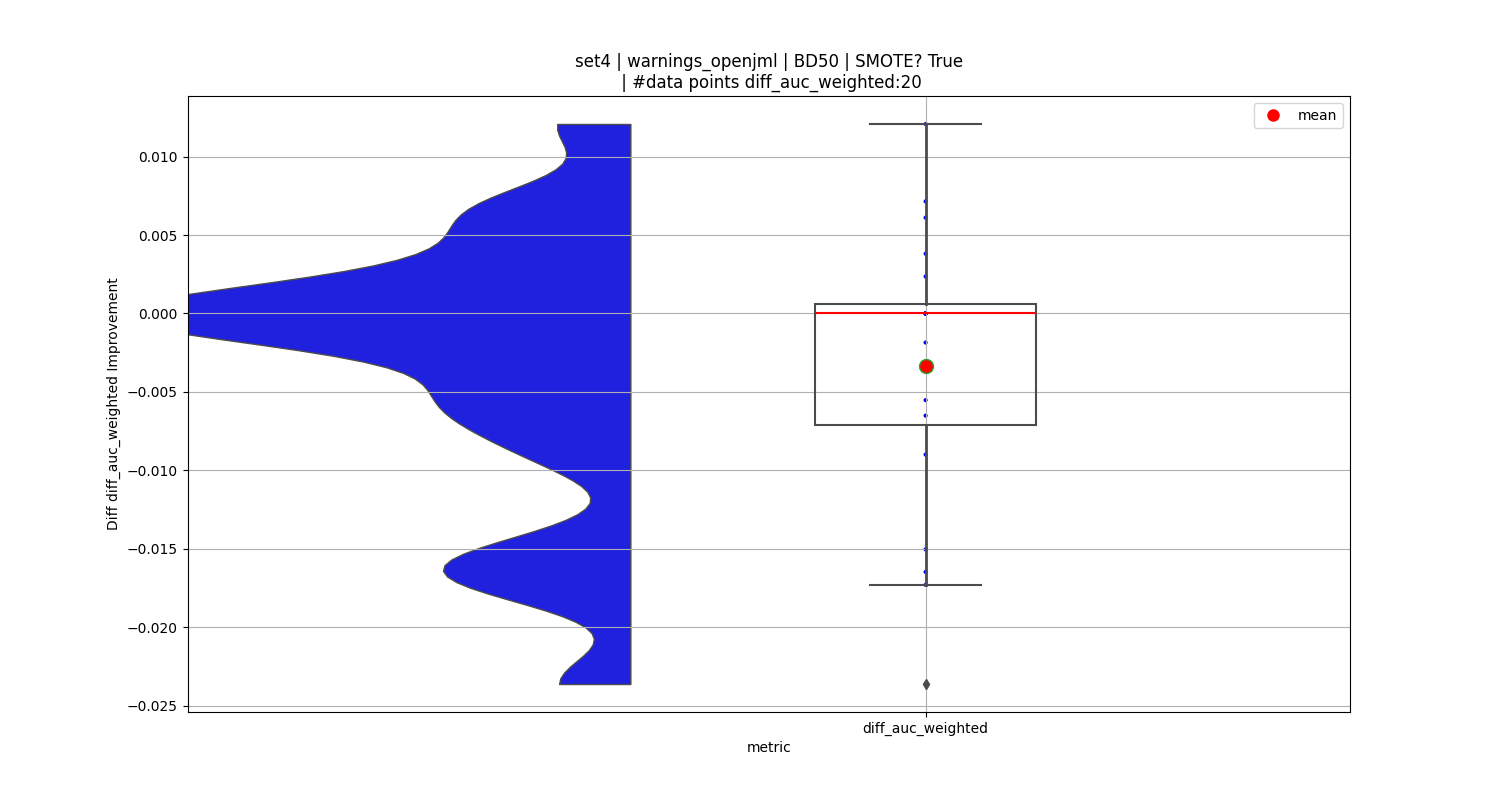 set4 | warnings_openjml | BD50 | SMOTE? True
| #data points diff_auc_weighted:20
mean
0.010
0.005
0.000
−0.005
−0.010
−0.015
−0.020
−0.025
Diff diff_auc_weighted Improvement
diff_auc_weighted
metric